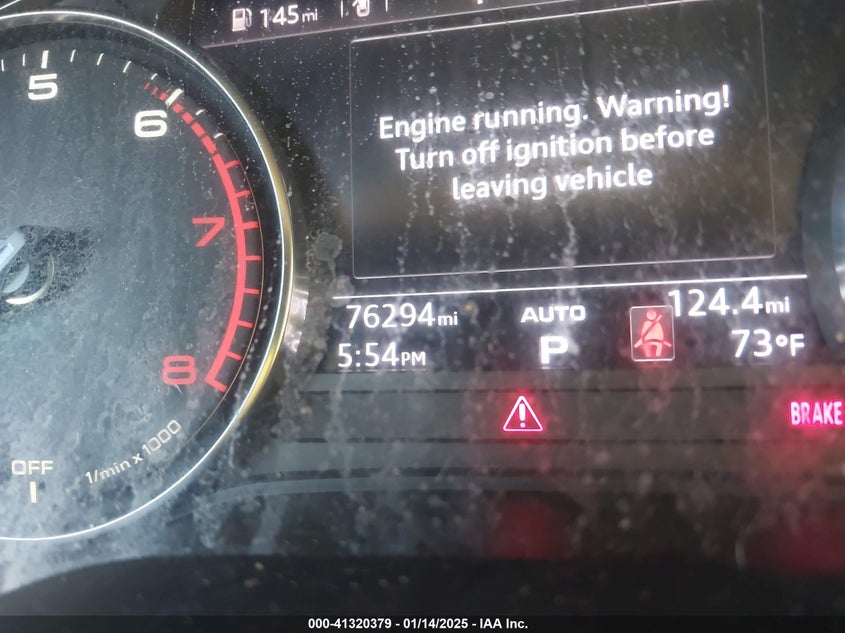 145mi
5
6
7
8
1/min x 1000
OFF
Engine running. Warning!
Turn off ignition before
leaving vehicle
76294mi
AUTO
124.4mi
5:54PM
P
73°F
BRAKE
000-41320379 - 01/14/2025 - IAA Inc.